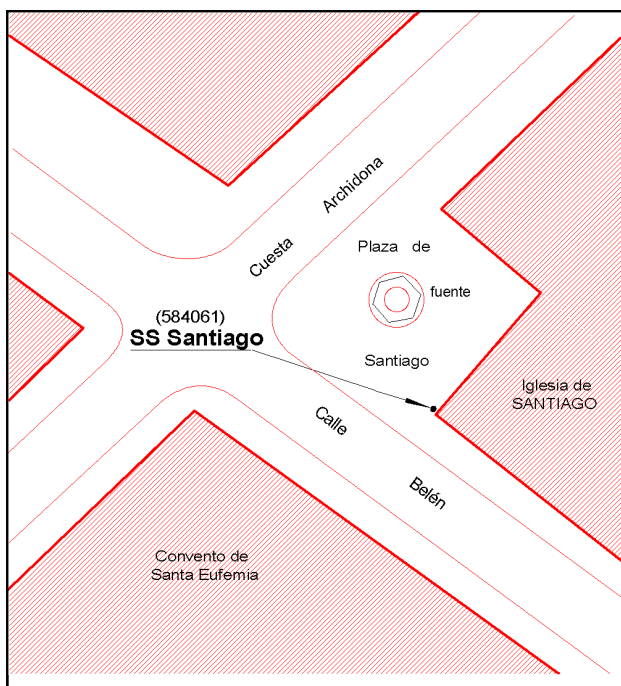 Cuesta Archidona
Plaza de
fuente
(584061)
SS Santiago
Santiago
Iglesia de
SANTIAGO
Calle Belén
Convento de
Santa Eufemia